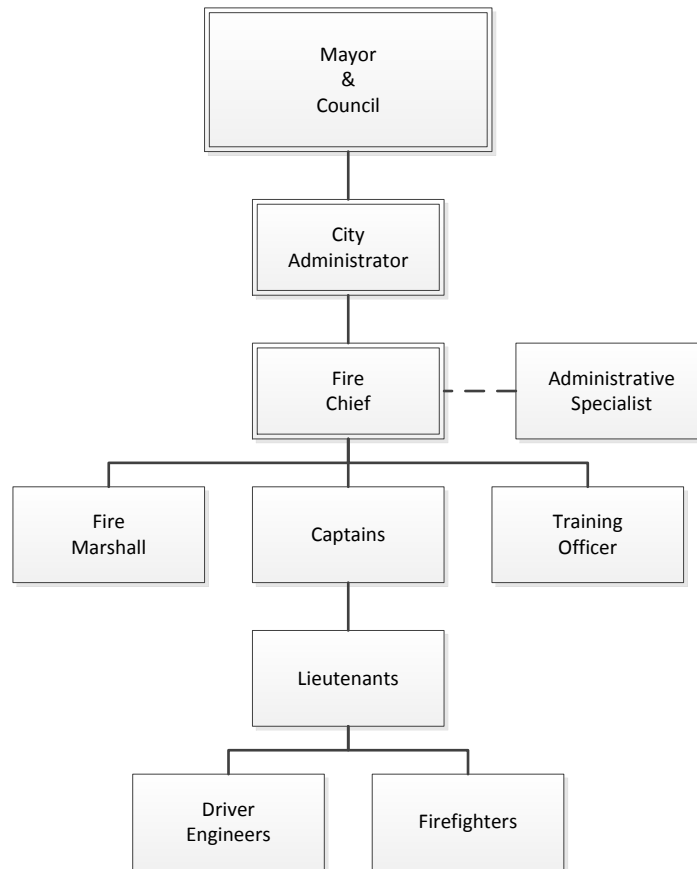 Mayor
&
Council
City
Administrator
Fire
Chief
Administrative
Specialist
Fire
Marshall
Captains
Training
Officer
Lieutenants
Driver
Engineers
Firefighters